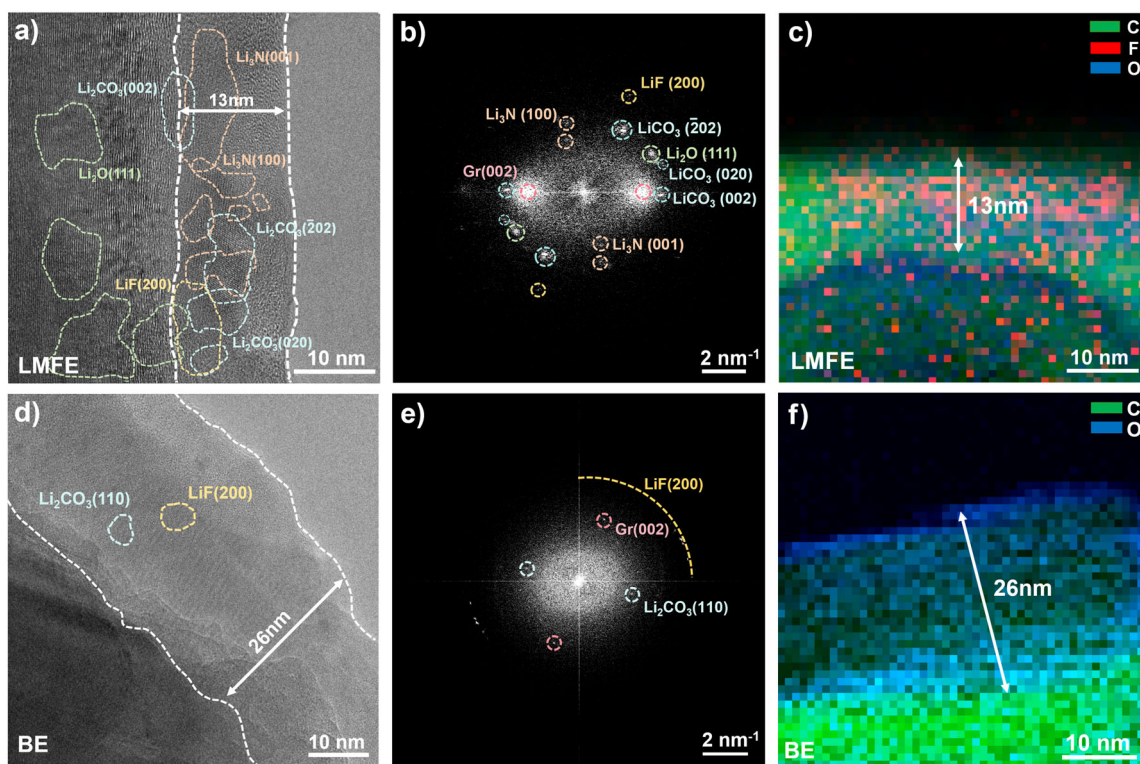 a)
Li₃N(001)
Li₂CO₃(002)
13nm
Li₃N(100)
Li₂O(111)
Li₂CO₃(2̄02)
LiF(200)
Li₂CO₃(020)
LMFE
10 nm
b)
LiF (200)
Li₃N (100)
LiCO₃ (2̄02)
Li₂O (111)
LiCO₃ (020)
Gr(002)
LiCO₃ (002)
Li₃N (001)
2 nm⁻¹
c)
C
F
O
13nm
LMFE
10 nm
d)
Li₂CO₃(110)
LiF(200)
26nm
BE
10 nm
e)
LiF(200)
Gr(002)
Li₂CO₃(110)
2 nm⁻¹
f)
C
O
26nm
BE
10 nm